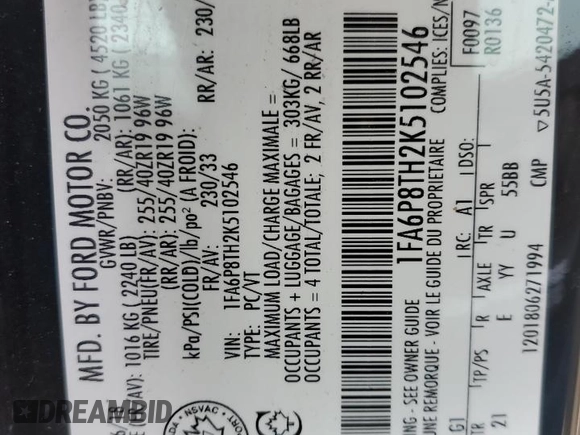 MFD. BY FORD MOTOR CO.
GVWR/PNBV: 2050 KG ( 4520 LB)
1016 KG ( 2240 LB) (RR/AR): 1061 KG ( 2340
TIRE/PNEU(FR/AV): 255/40ZR19 96W
(RR/AR): 255/40ZR19 96W
kPa/PSI(COLD)/lb/po² (A FROID):
FR/AV: 230/33 RR/AR: 230/
VIN: 1FA6P8TH2K5102546
TYPE: PC/VT
MAXIMUM LOAD/CHARGE MAXIMALE =
OCCUPANTS + LUGGAGE/BAGAGES = 303KG/ 668LB
OCCUPANTS = 4 TOTAL/TOTALE; 2 FR/AV, 2 RR/AR
1FA6P8TH2K5102546
SEE OWNER GUIDE COMPLIES:
REMARQUE - VOIR LE GUIDE DU PROPRIETAIRE
F0097
R0136
RC: A1 DSO:
TP/PS R AXLE TR SPR
21 E YY U 55BB
1201806271994 CMP ▽5U5A-5420472-
NSVAC
DREAMBID